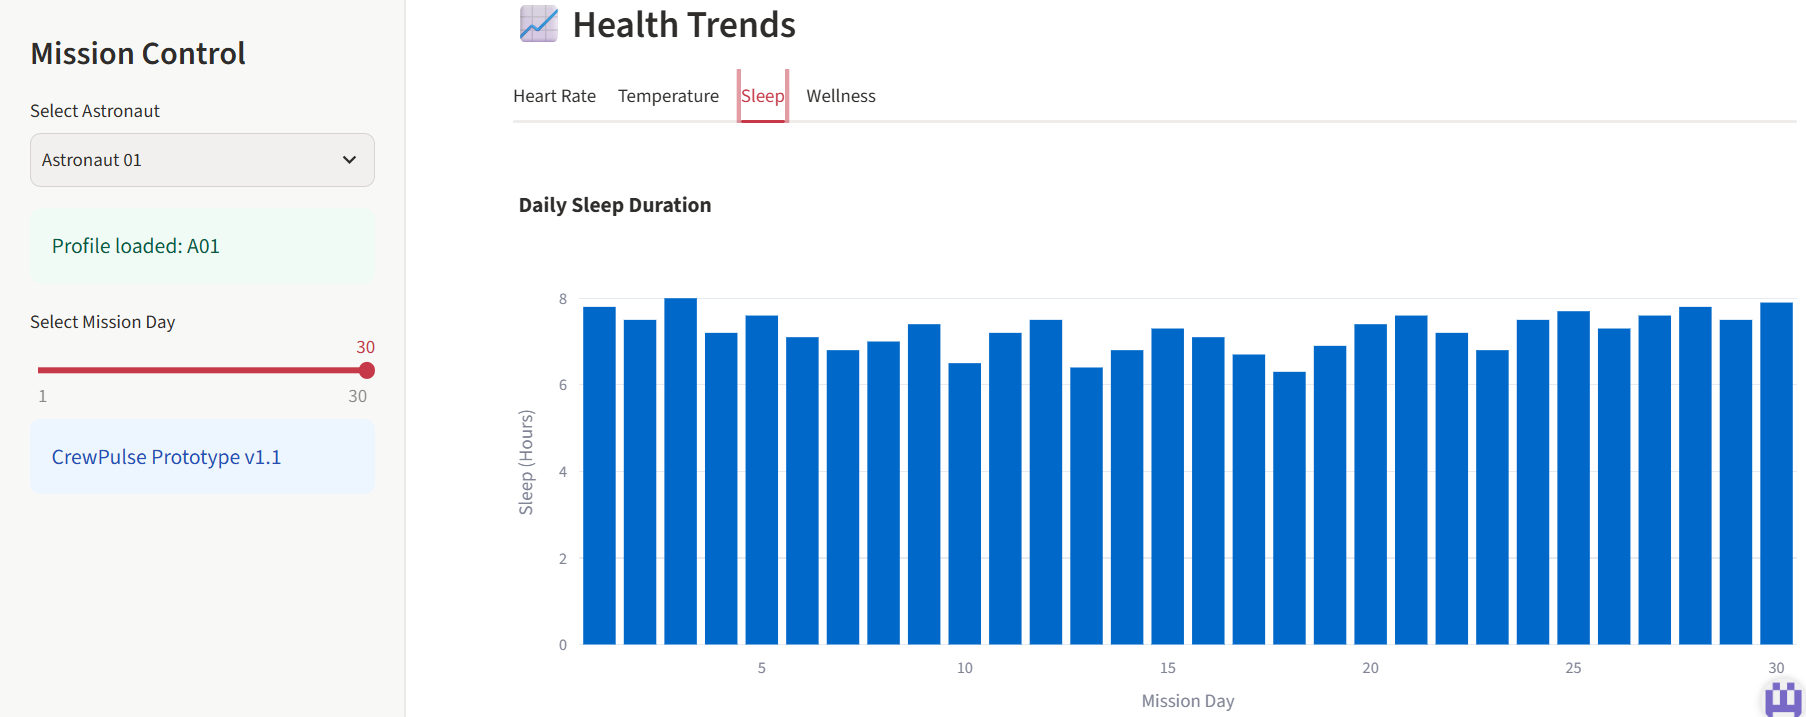 Mission Control
Select Astronaut
Astronaut 01
Profile loaded: A01
Select Mission Day
30
1 30
CrewPulse Prototype v1.1
Health Trends
Heart Rate Temperature Sleep Wellness
Daily Sleep Duration
Sleep (Hours)
8
6
4
2
0
5 10 15 20 25 30
Mission Day